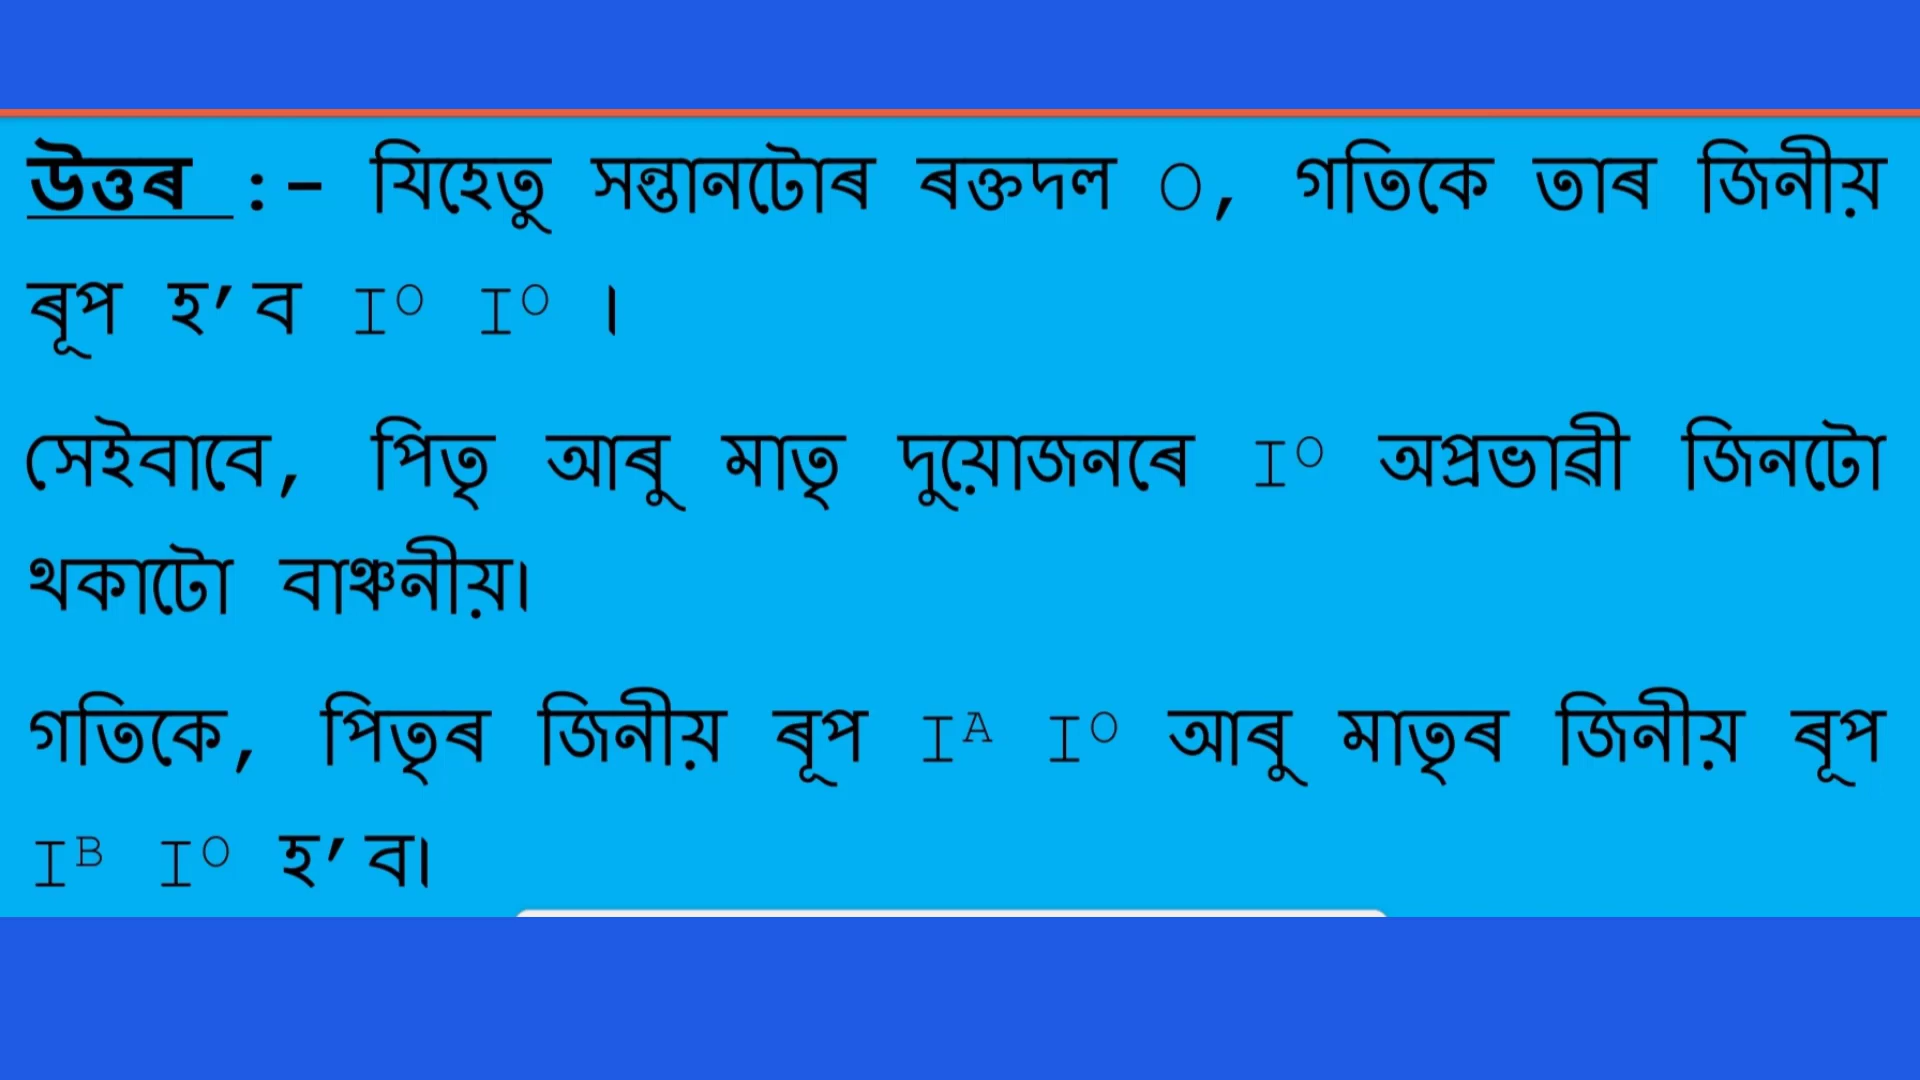 উত্তৰ :- যিহেতু সন্তানটোৰ ৰক্তদল O, গতিকে তাৰ জিনীয়
ৰূপ হ’ব Iᴼ Iᴼ ।
সেইবাবে, পিতৃ আৰু মাতৃ দুয়োজনৰে Iᴼ অপ্ৰভাৱী জিনটো
থকাটো বাঞ্চনীয়।
গতিকে, পিতৃৰ জিনীয় ৰূপ Iᴬ Iᴼ আৰু মাতৃৰ জিনীয় ৰূপ
Iᴮ Iᴼ হ’ব।